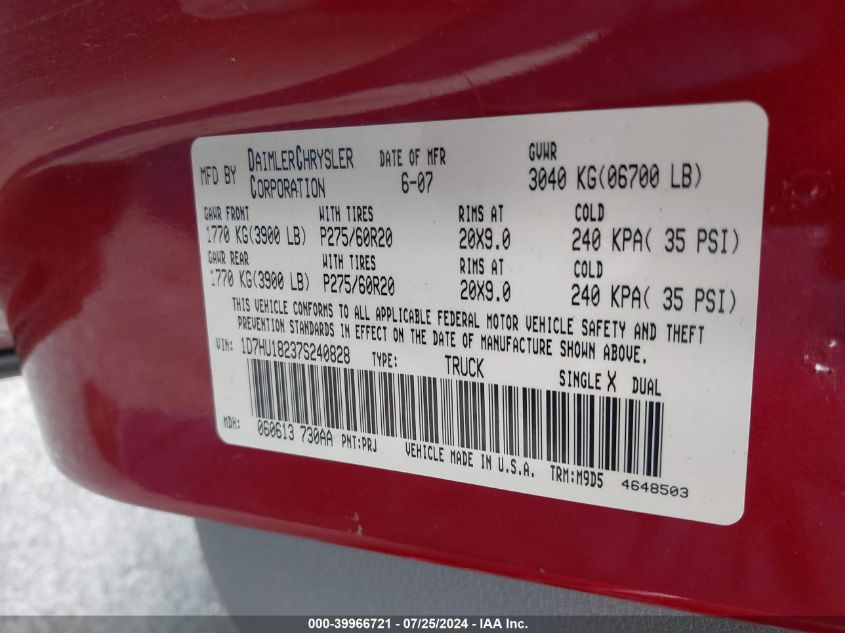 MFD BY DAIMLERCHRYSLER CORPORATION DATE OF MFR 6-07 GVWR 3040 KG(06700 LB)
GAWR FRONT WITH TIRES RIMS AT COLD
1770 KG(3900 LB) P275/60R20 20X9.0 240 KPA( 35 PSI)
GAWR REAR WITH TIRES RIMS AT COLD
1770 KG(3900 LB) P275/60R20 20X9.0 240 KPA( 35 PSI)
THIS VEHICLE CONFORMS TO ALL APPLICABLE FEDERAL MOTOR VEHICLE SAFETY AND THEFT
PREVENTION STANDARDS IN EFFECT ON THE DATE OF MANUFACTURE SHOWN ABOVE.
VIN: 1D7HU18237S240828 TYPE: TRUCK SINGLE X DUAL
MDH: 060613 730AA PNT:PRJ VEHICLE MADE IN U.S.A. TRM:M9D5 4648503
000-39966721 / 07/25/2024 / IAA Inc.